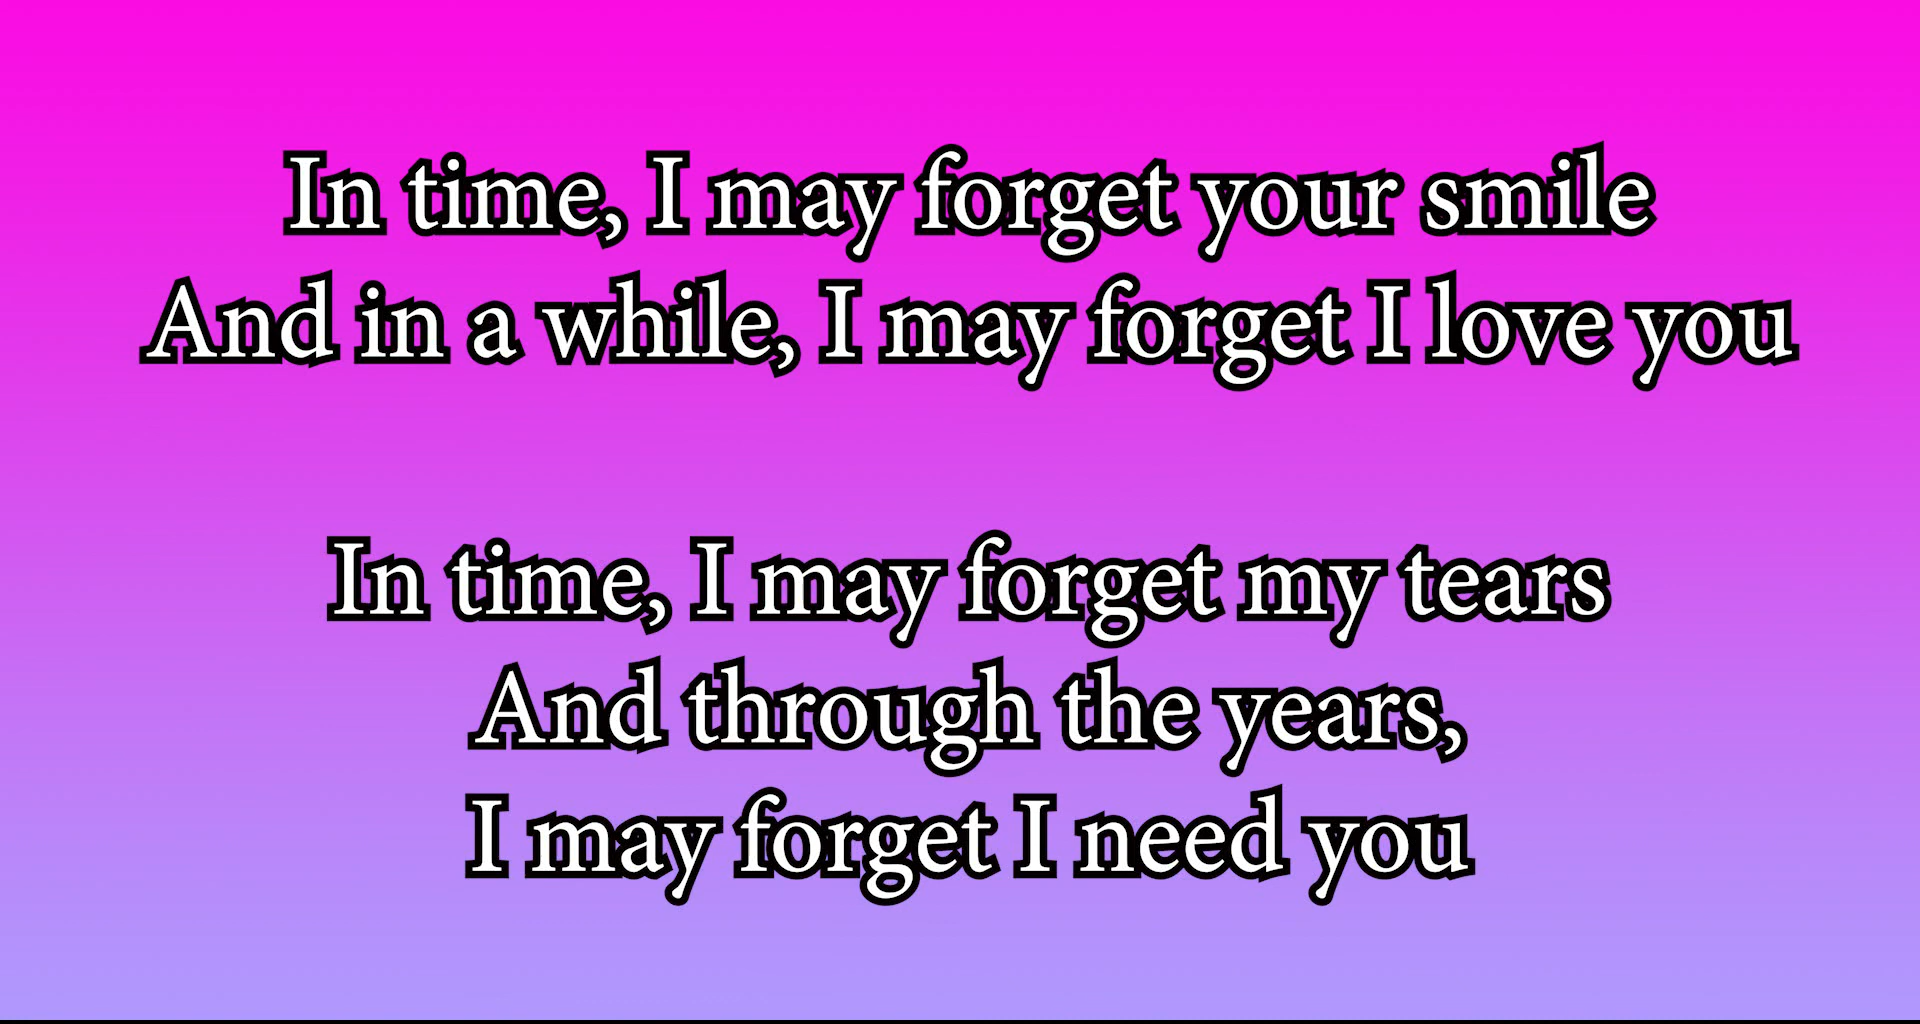 In time, I may forget your smile
And in a while, I may forget I love you
In time, I may forget my tears
And through the years,
I may forget I need you